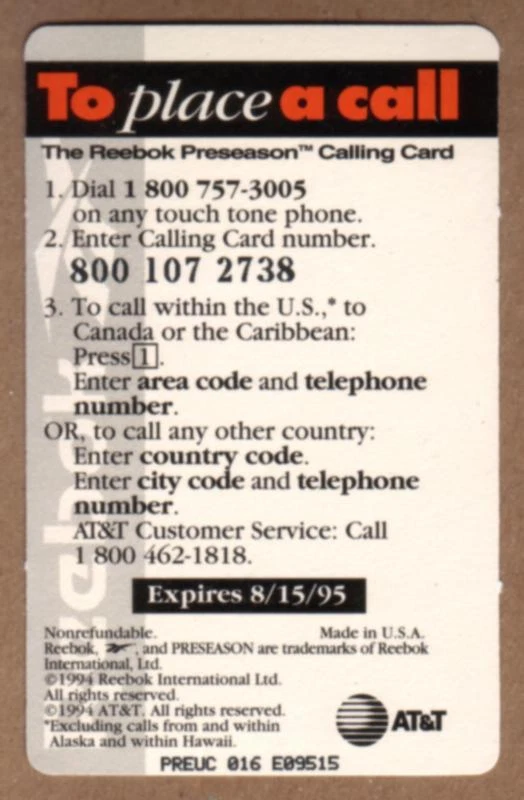 To place a call
The Reebok Preseason™ Calling Card
1. Dial 1 800 757-3005
on any touch tone phone.
2. Enter Calling Card number.
800 107 2738
3. To call within the U.S.,* to
Canada or the Caribbean:
Press 1.
Enter area code and telephone
number.
OR, to call any other country:
Enter country code.
Enter city code and telephone
number.
AT&T Customer Service: Call
1 800 462-1818.
Expires 8/15/95
Nonrefundable. Made in U.S.A.
Reebok, , and PRESEASON are trademarks of Reebok
International, Ltd.
©1994 Reebok International Ltd.
All rights reserved.
©1994 AT&T. All rights reserved.
*Excluding calls from and within
Alaska and within Hawaii.
AT&T
PREUC 016 E09515